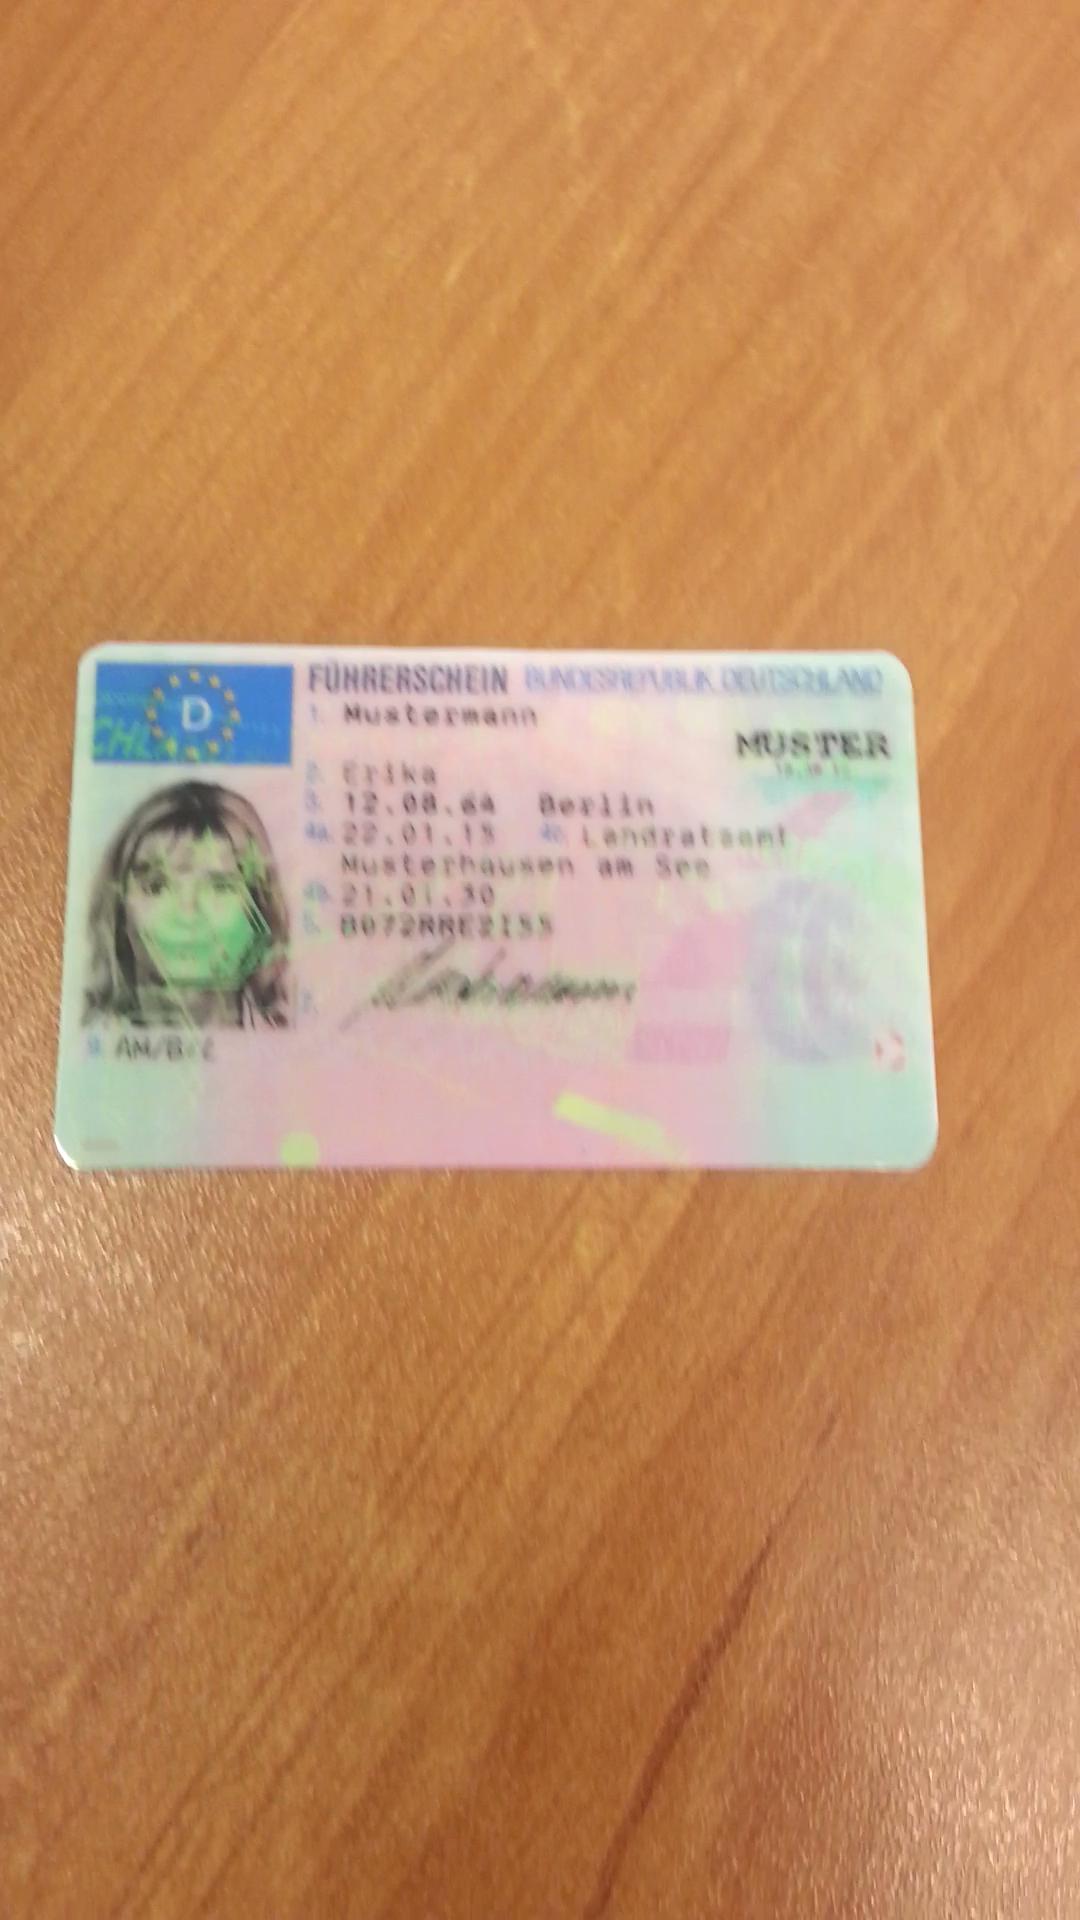 D
FÜHRERSCHEIN BUNDESREPUBLIK DEUTSCHLAND
1. Mustermann
MUSTER
2. Erika
3. 12.08.64 Berlin
4a. 22.01.15 4c. Landratsamt
Musterhausen am See
4b. 21.01.30
5. B072RRE2I55
7.
9. AM/B/C